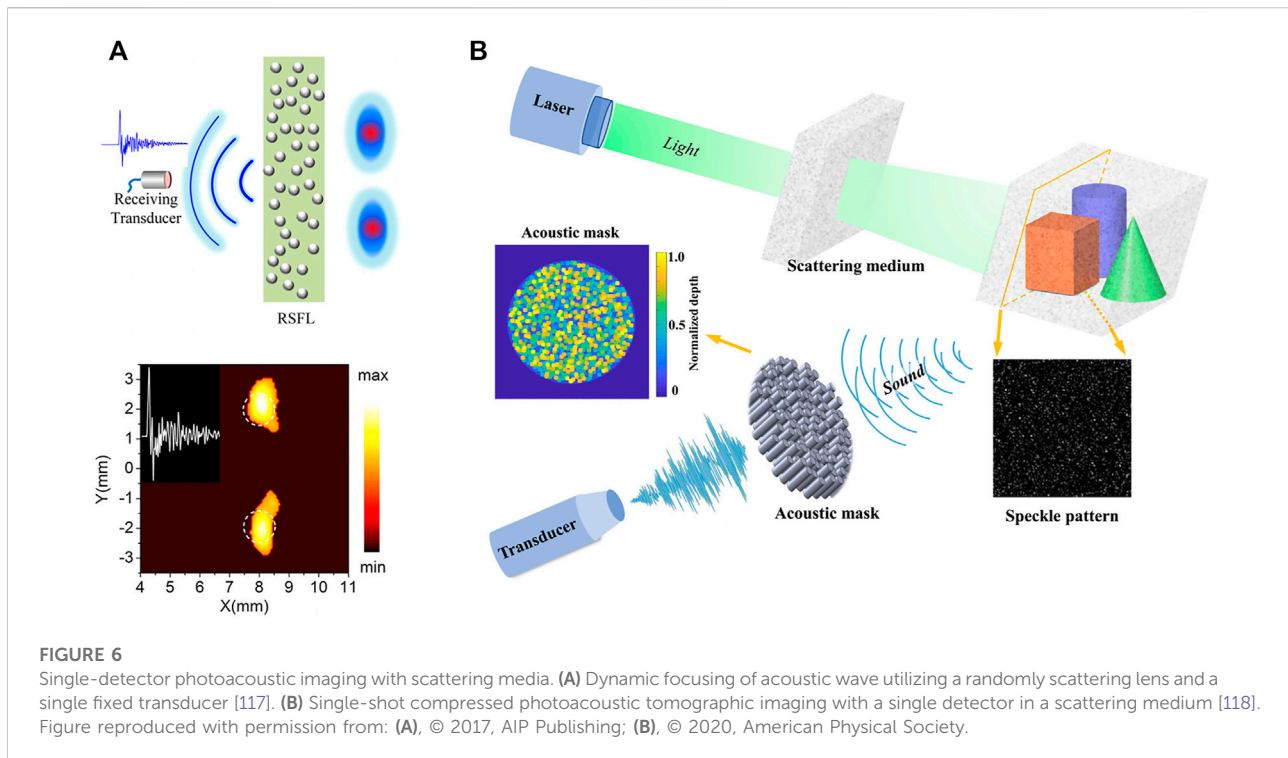 A
Receiving
Transducer
RSFL
max
min
Y(mm)
3
2
1
0
-1
-2
-3
4 5 6 7 8 9 10 11
X(mm)
B
Laser
Light
Scattering medium
Acoustic mask
1.0
0.5
0
Normalized depth
Sound
Acoustic mask
Transducer
Speckle pattern
FIGURE 6
Single-detector photoacoustic imaging with scattering media. (A) Dynamic focusing of acoustic wave utilizing a randomly scattering lens and a
single fixed transducer [117]. (B) Single-shot compressed photoacoustic tomographic imaging with a single detector in a scattering medium [118].
Figure reproduced with permission from: (A), © 2017, AIP Publishing; (B), © 2020, American Physical Society.